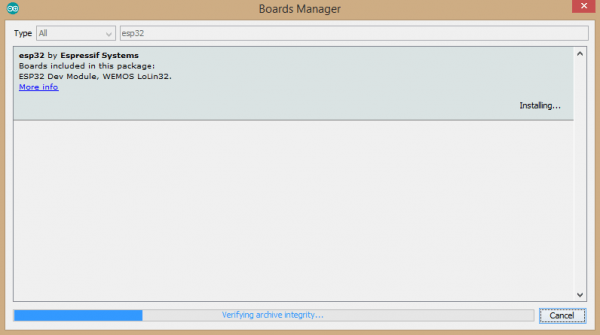 Boards Manager
Type All esp32
esp32 by Espressif Systems
Boards included in this package:
ESP32 Dev Module, WEMOS LoLin32.
More info
Installing...
Verifying archive integrity...
Cancel